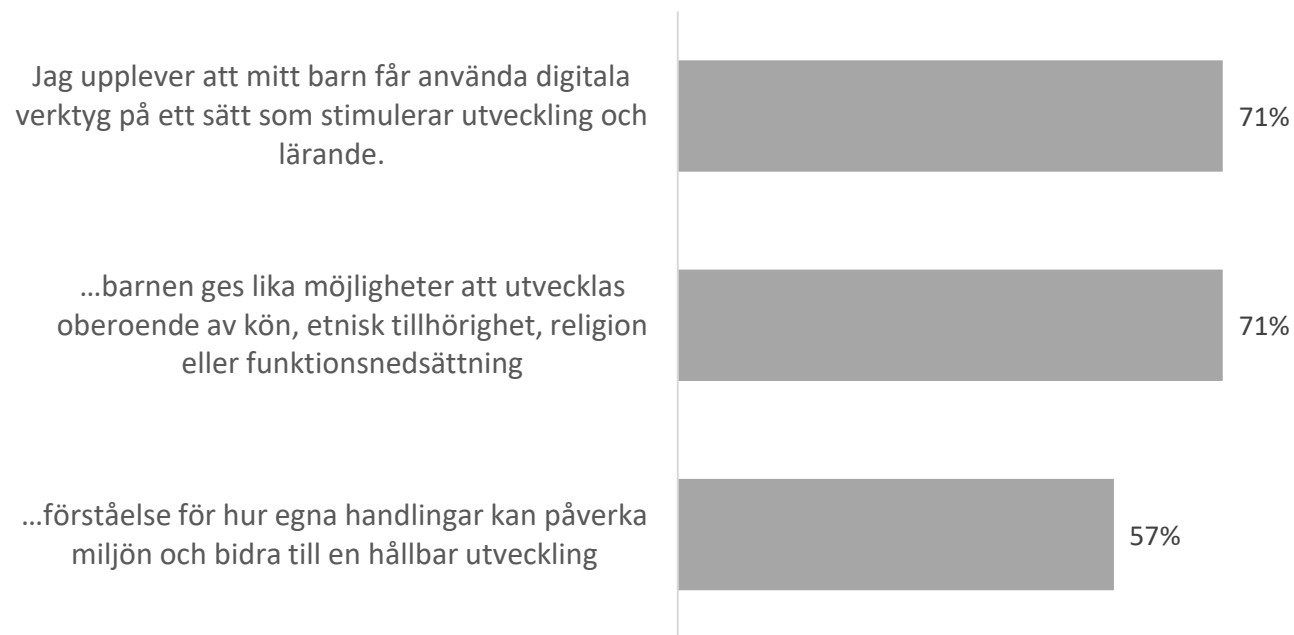 Jag upplever att mitt barn får använda digitala
verktyg på ett sätt som stimulerar utveckling och
lärande.
71%
…barnen ges lika möjligheter att utvecklas
oberoende av kön, etnisk tillhörighet, religion
eller funktionsnedsättning
71%
…förståelse för hur egna handlingar kan påverka
miljön och bidra till en hållbar utveckling
57%